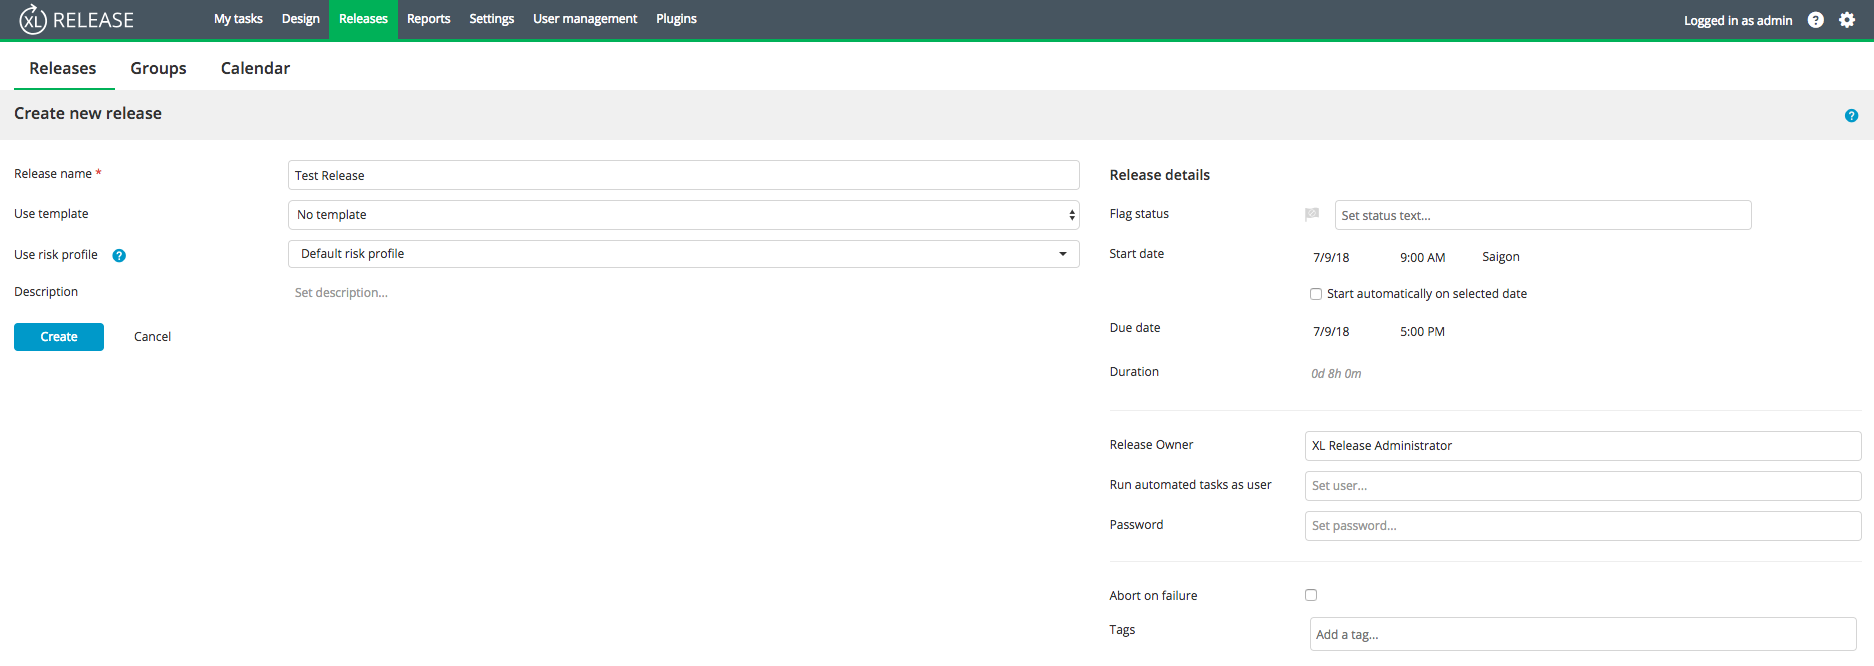 XL RELEASE My tasks Design Releases Reports Settings User management Plugins Logged in as admin ?
Releases Groups Calendar
Create new release ?
Release name * Test Release
Use template No template
Use risk profile ? Default risk profile
Description Set description...
Create Cancel
Release details
Flag status Set status text...
Start date 7/9/18 9:00 AM Saigon
Start automatically on selected date
Due date 7/9/18 5:00 PM
Duration 0d 8h 0m
Release Owner XL Release Administrator
Run automated tasks as user Set user...
Password Set password...
Abort on failure
Tags Add a tag...